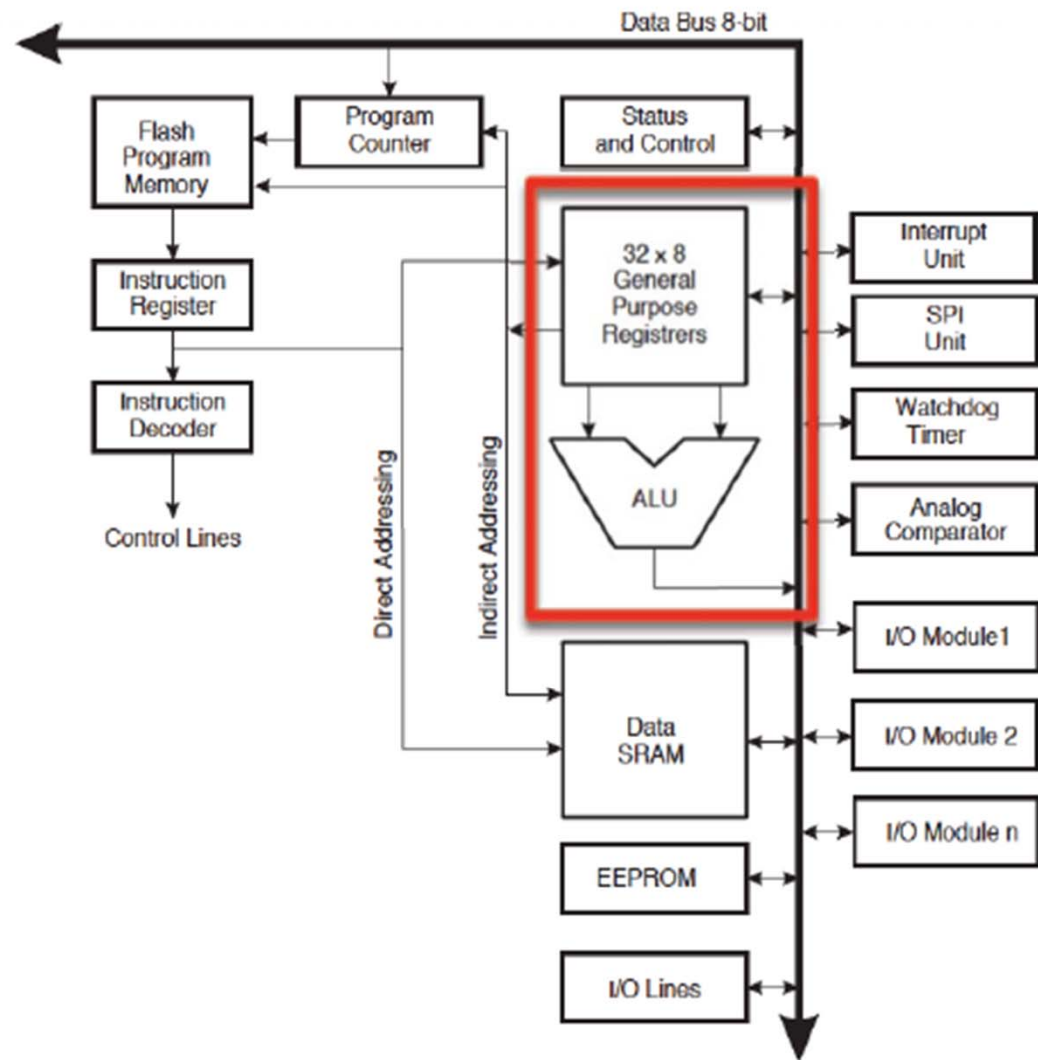 Data Bus 8-bit
Flash
Program
Memory
Program
Counter
Status
and Control
32 x 8
General
Purpose
Registrers
Interrupt
Unit
Instruction
Register
SPI
Unit
Instruction
Decoder
Watchdog
Timer
ALU
Analog
Comparator
Control Lines
Direct Addressing
Indirect Addressing
I/O Module1
Data
SRAM
I/O Module 2
I/O Module n
EEPROM
I/O Lines